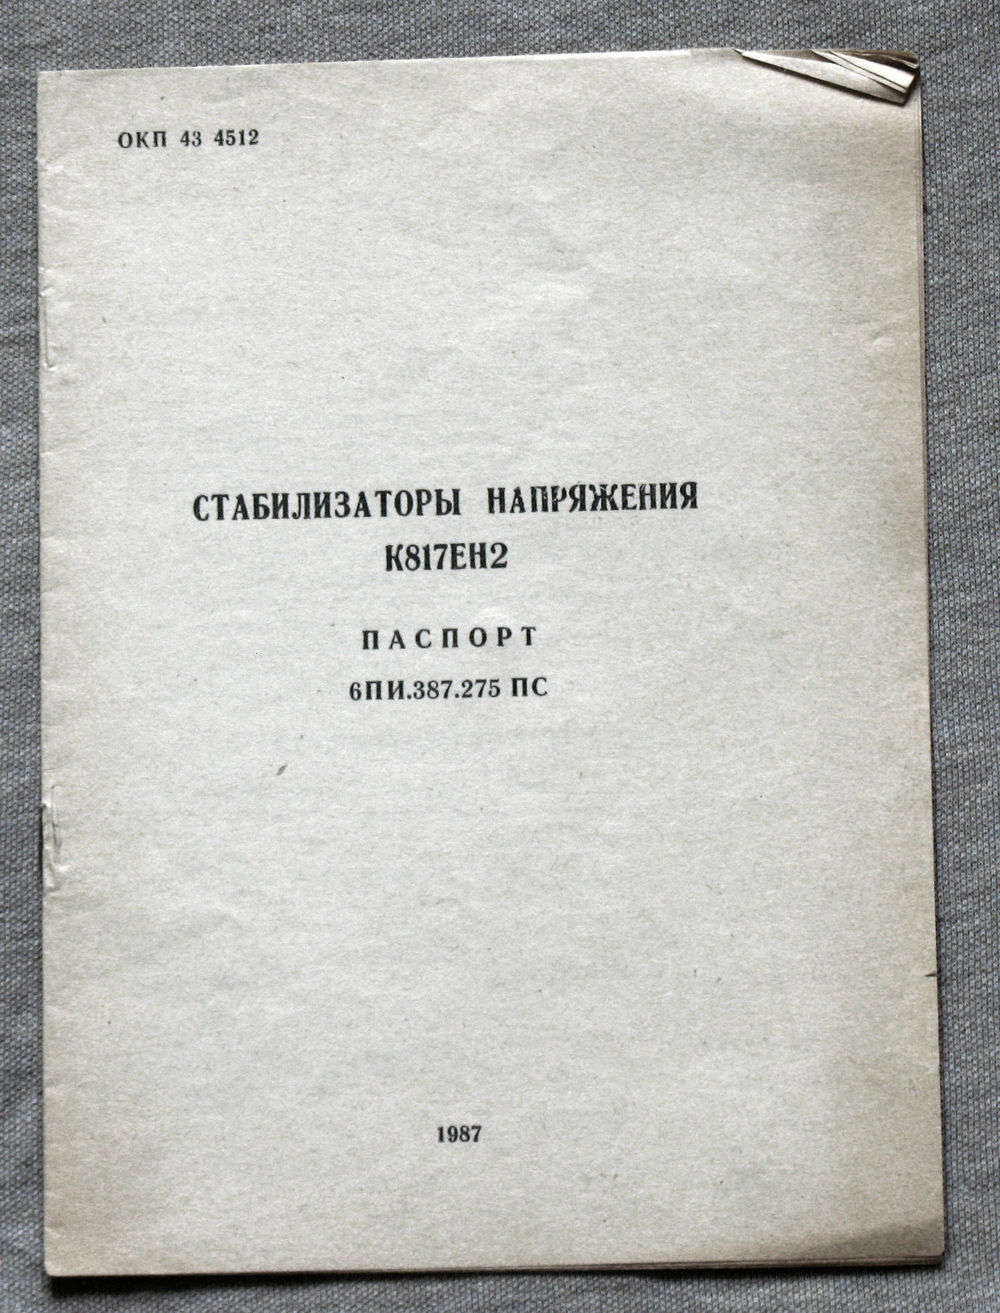 ОКП 43 4512
СТАБИЛИЗАТОРЫ НАПРЯЖЕНИЯ
К817ЕН2
ПАСПОРТ
6ПИ.387.275 ПС
1987